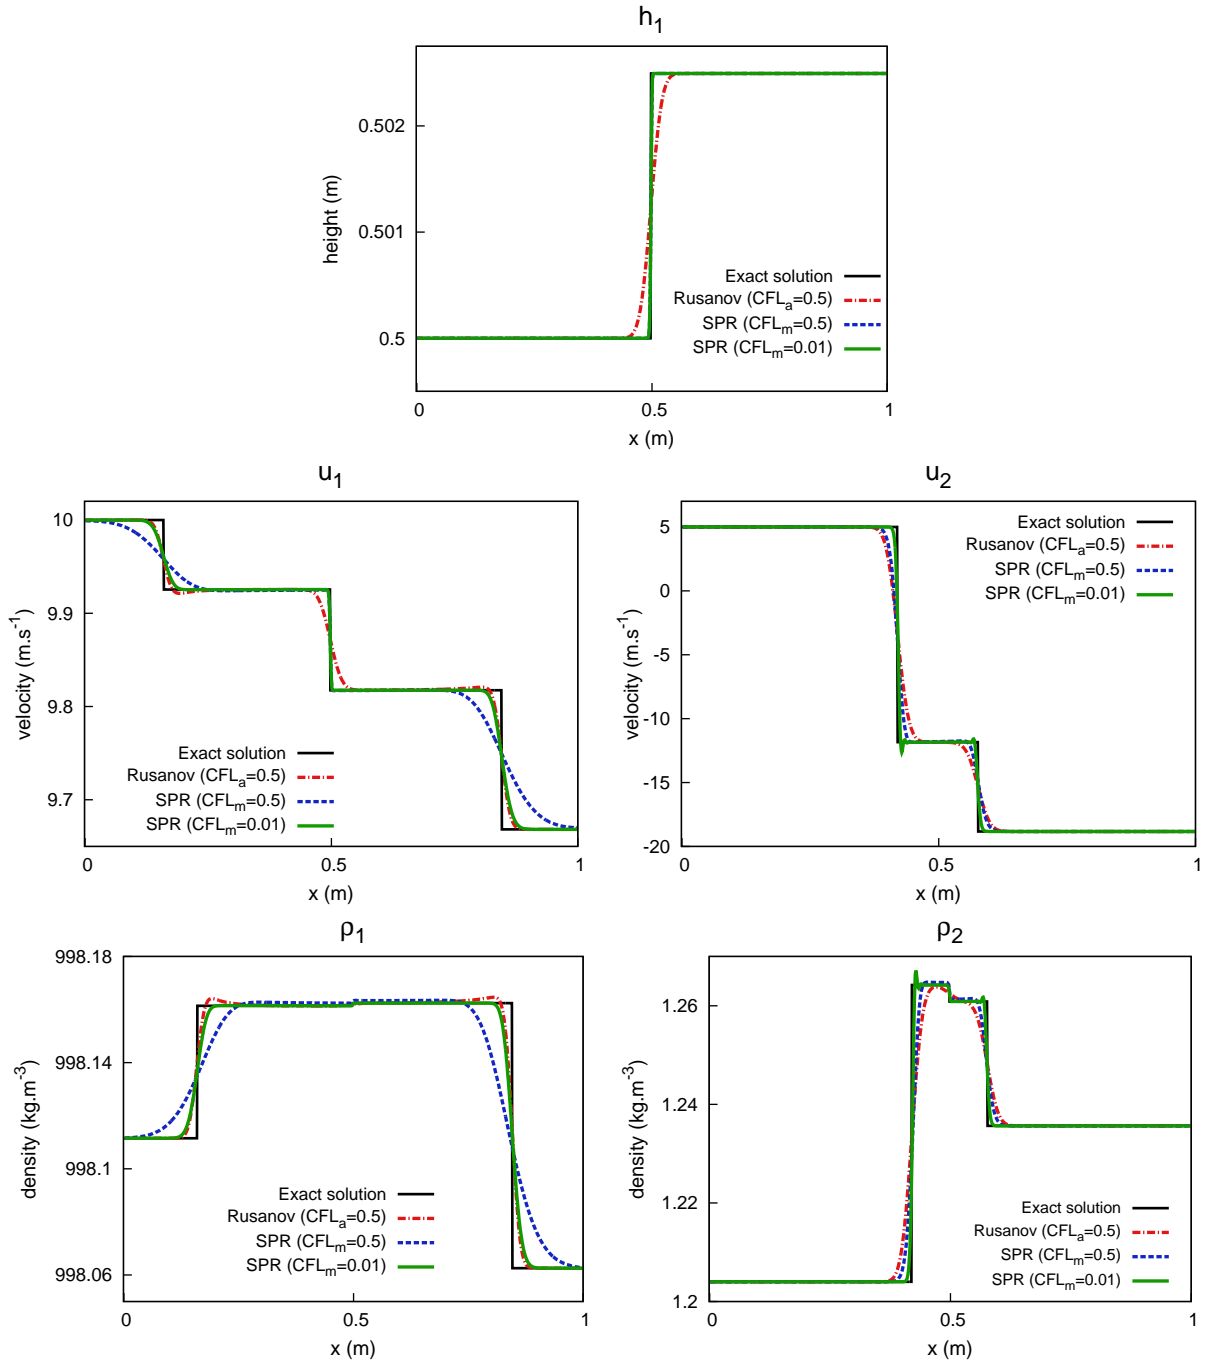 h1
height (m)
0.502
0.501
0.5
Exact solution
Rusanov (CFLa=0.5)
SPR (CFLm=0.5)
SPR (CFLm=0.01)
0 0.5 1
x (m)
u1
velocity (m.s-1)
10
9.9
9.8
9.7
Exact solution
Rusanov (CFLa=0.5)
SPR (CFLm=0.5)
SPR (CFLm=0.01)
0 0.5 1
x (m)
u2
velocity (m.s-1)
5
0
-5
-10
-15
-20
Exact solution
Rusanov (CFLa=0.5)
SPR (CFLm=0.5)
SPR (CFLm=0.01)
0 0.5 1
x (m)
ρ1
density (kg.m-3)
998.18
998.14
998.1
998.06
Exact solution
Rusanov (CFLa=0.5)
SPR (CFLm=0.5)
SPR (CFLm=0.01)
0 0.5 1
x (m)
ρ2
density (kg.m-3)
1.26
1.24
1.22
1.2
Exact solution
Rusanov (CFLa=0.5)
SPR (CFLm=0.5)
SPR (CFLm=0.01)
0 0.5 1
x (m)